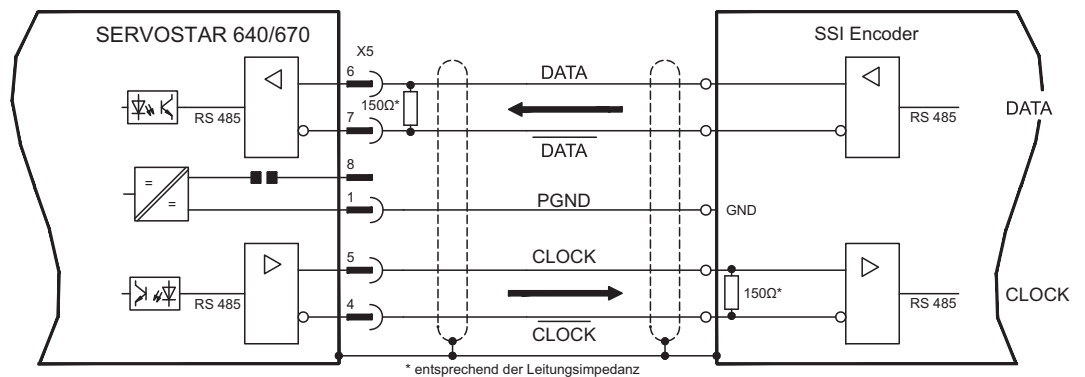 SERVOSTAR 640/670
SSI Encoder
X5
6
DATA
150Ω*
RS 485
RS 485
DATA
7
DATA
8
=
=
1
PGND
GND
5
CLOCK
150Ω*
RS 485
RS 485
CLOCK
4
CLOCK
* entsprechend der Leitungsimpedanz